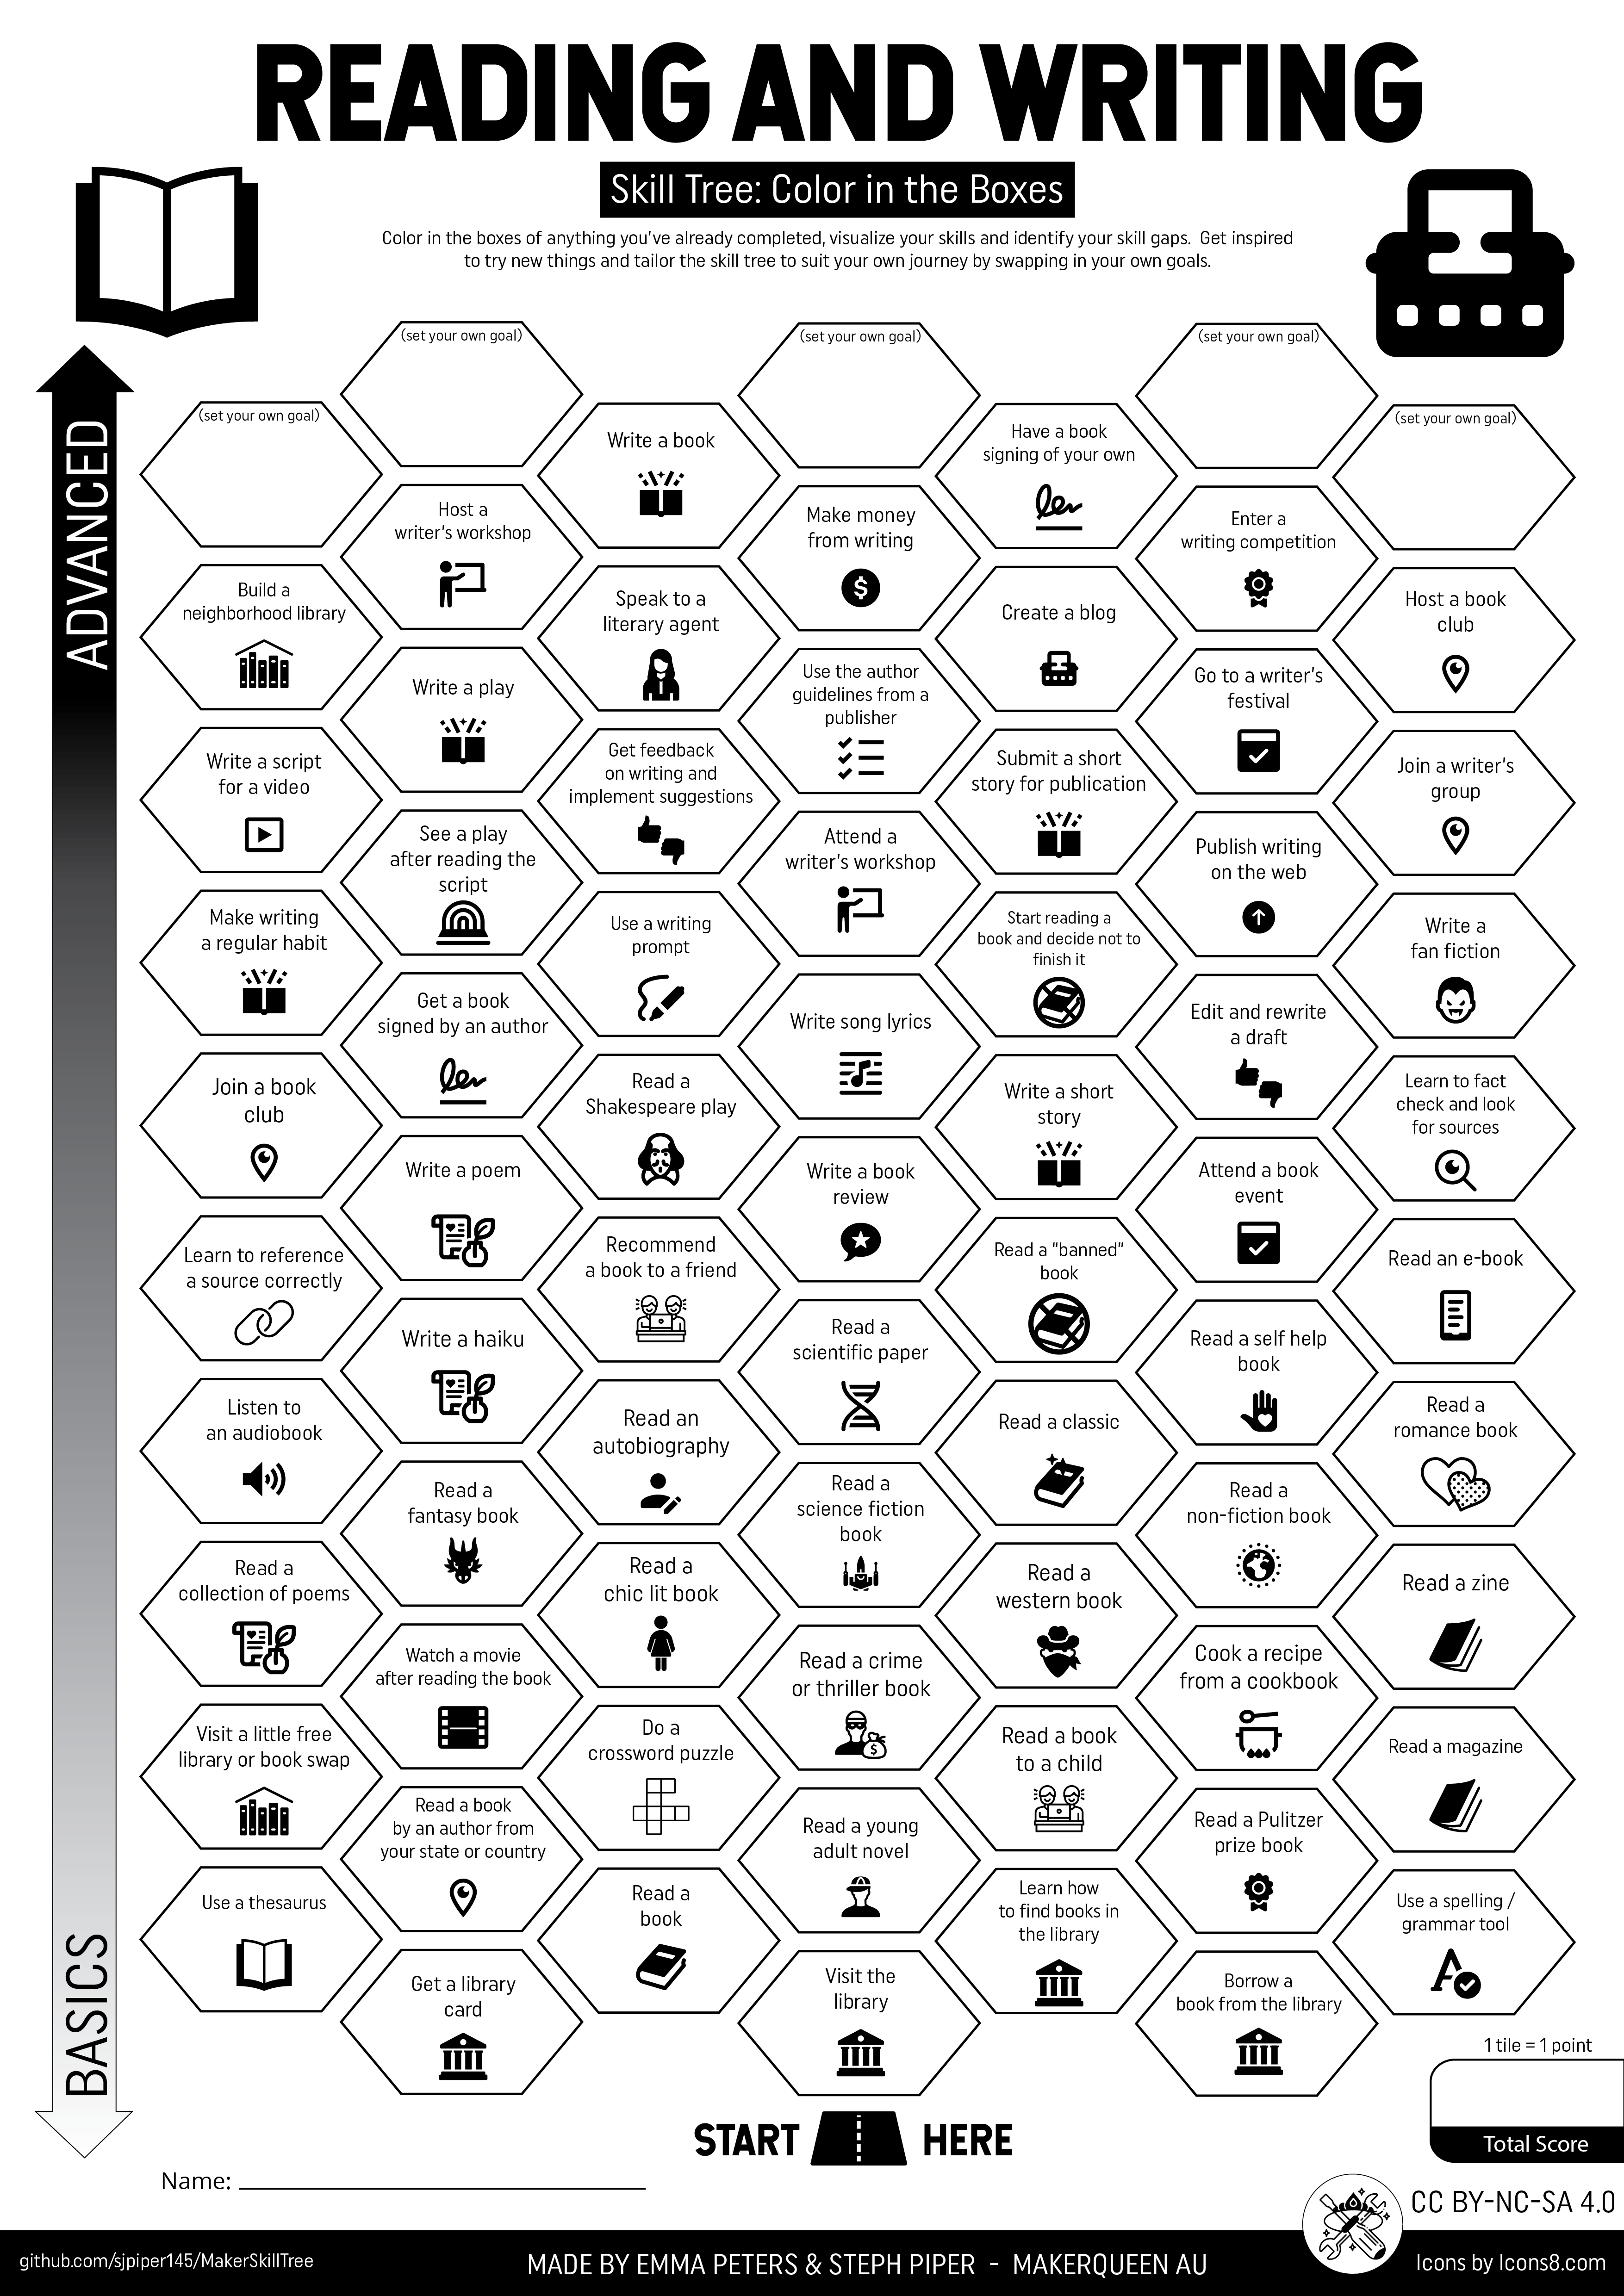 READING AND WRITING
Skill Tree: Color in the Boxes
Color in the boxes of anything you've already completed, visualize your skills and identify your skill gaps. Get inspired
to try new things and tailor the skill tree to suit your own journey by swapping in your own goals.
ADVANCED
BASICS
(set your own goal)
(set your own goal)
(set your own goal)
(set your own goal)
(set your own goal)
Write a book
Have a book
signing of your own
Host a
writer's workshop
Make money
from writing
Enter a
writing competition
Build a
neighborhood library
Speak to a
literary agent
Create a blog
Host a book
club
Write a play
Use the author
guidelines from a
publisher
Go to a writer's
festival
Write a script
for a video
Get feedback
on writing and
implement suggestions
Submit a short
story for publication
Join a writer's
group
See a play
after reading the
script
Attend a
writer's workshop
Publish writing
on the web
Make writing
a regular habit
Use a writing
prompt
Start reading a
book and decide not to
finish it
Write a
fan fiction
Get a book
signed by an author
Write song lyrics
Edit and rewrite
a draft
Join a book
club
Read a
Shakespeare play
Write a short
story
Learn to fact
check and look
for sources
Write a poem
Write a book
review
Attend a book
event
Learn to reference
a source correctly
Recommend
a book to a friend
Read a “banned”
book
Read an e-book
Write a haiku
Read a
scientific paper
Read a self help
book
Listen to
an audiobook
Read an
autobiography
Read a classic
Read a
romance book
Read a
fantasy book
Read a
science fiction
book
Read a
non-fiction book
Read a
collection of poems
Read a
chic lit book
Read a
western book
Read a zine
Watch a movie
after reading the book
Read a crime
or thriller book
Cook a recipe
from a cookbook
Visit a little free
library or book swap
Do a
crossword puzzle
Read a book
to a child
Read a magazine
Read a book
by an author from
your state or country
Read a young
adult novel
Read a Pulitzer
prize book
Use a thesaurus
Read a
book
Learn how
to find books in
the library
Use a spelling /
grammar tool
Get a library
card
Visit the
library
Borrow a
book from the library
1 tile = 1 point
Total Score
START HERE
Name:
CC BY-NC-SA 4.0
github.com/sjpiper145/MakerSkillTree
MADE BY EMMA PETERS & STEPH PIPER - MAKERQUEEN AU
Icons by Icons8.com